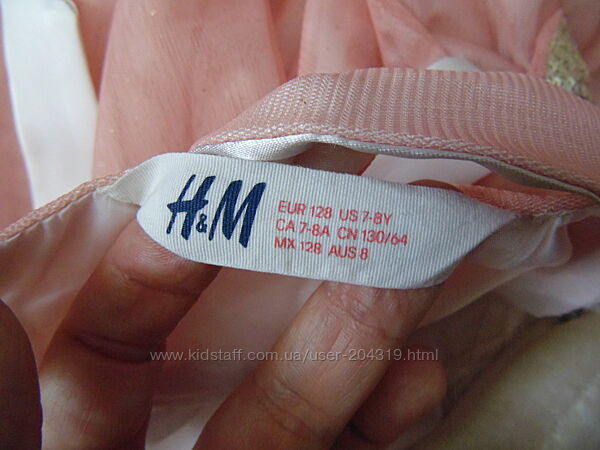 H&M
EUR 128 US 7-8Y
CA 7-8A CN 130/64
MX 128 AUS 8
www.kidstaff.com.ua/user-204319.html